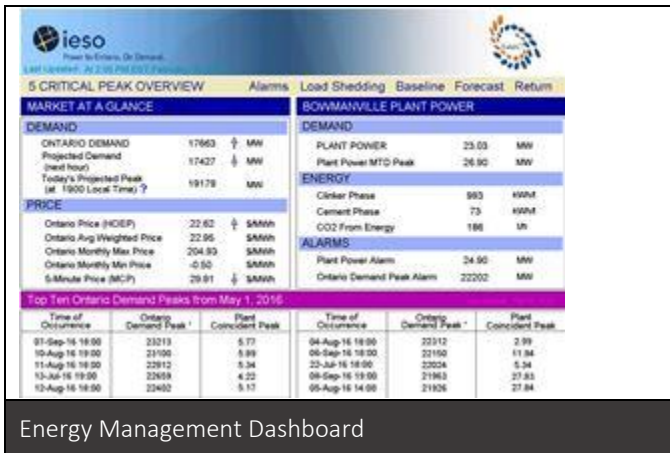 ieso
Power to Ontario. On Demand.
5 CRITICAL PEAK OVERVIEW Alarms Load Shedding Baseline Forecast Return
MARKET AT A GLANCE BOWMANVILLE PLANT POWER
DEMAND DEMAND
ONTARIO DEMAND 17663 MW PLANT POWER 23.03 MW
Projected Demand (next hour) 17427 MW Plant Power MTD Peak 26.90 MW
Today's Projected Peak (at 1900 Local Time) ? 19178 MW ENERGY
Clinker Phase 993
PRICE Cement Phase 73
Ontario Price (HOEP) 22.62 $/MWh CO2 From Energy 186
Ontario Avg Weighted Price 22.95 $/MWh ALARMS
Ontario Monthly Max Price 204.93 $/MWh Plant Power Alarm 24.90 MW
Ontario Monthly Min Price -0.50 $/MWh Ontario Demand Peak Alarm 22202 MW
5-Minute Price (MCP) 29.91 $/MWh
Top Ten Ontario Demand Peaks from May 1, 2016
Time of Occurrence Ontario Demand Peak * Plant Coincident Peak Time of Occurrence Ontario Demand Peak * Plant Coincident Peak
07-Sep-16 18:00 23213 5.77 04-Aug-16 18:00 22312 2.99
10-Aug-16 19:00 23100 5.89 06-Sep-16 18:00 22150 11.94
11-Aug-16 18:00 22912 5.34 22-Jul-16 18:00 22024 5.34
13-Jul-16 19:00 22659 4.22 08-Sep-16 18:00 21963 27.83
12-Aug-16 18:00 22402 5.17 05-Aug-16 14:00 21926 27.84
Energy Management Dashboard